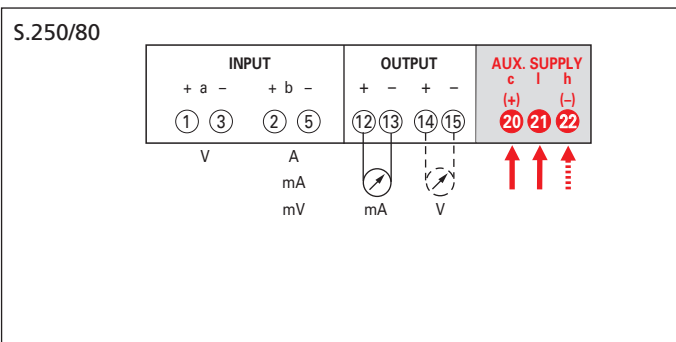 S.250/80
INPUT OUTPUT AUX. SUPPLY
c l h
+ a – + b – + – + –
(+) (–)
1 3 2 5 12 13 14 15 20 21 22
V A
mA
mV mA V